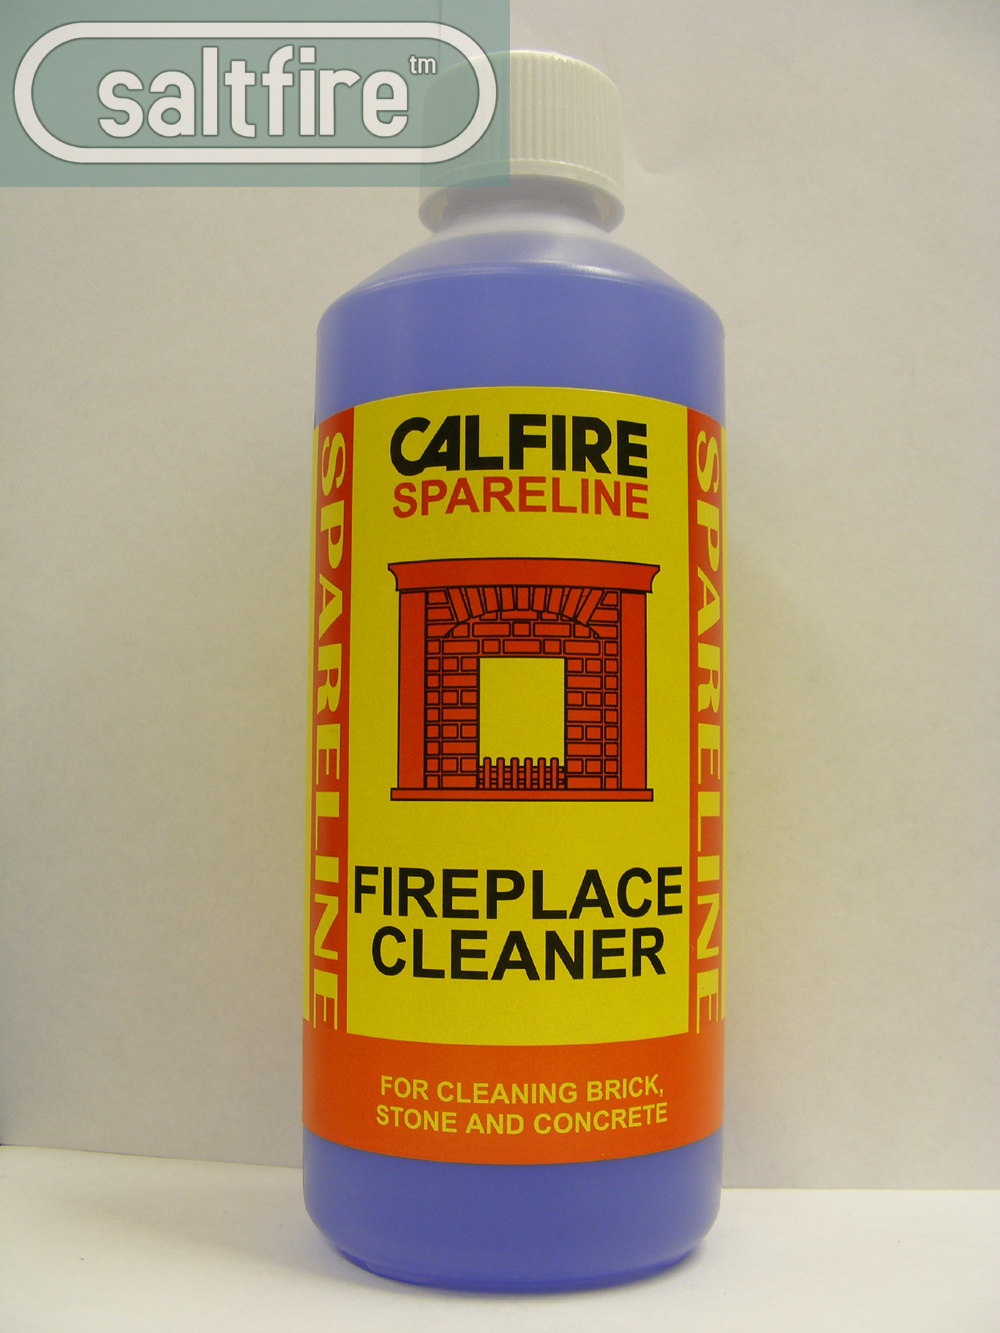 saltfire™
CALFIRE
SPARELINE
SPARELINE
SPARELINE
FIREPLACE
CLEANER
FOR CLEANING BRICK,
STONE AND CONCRETE